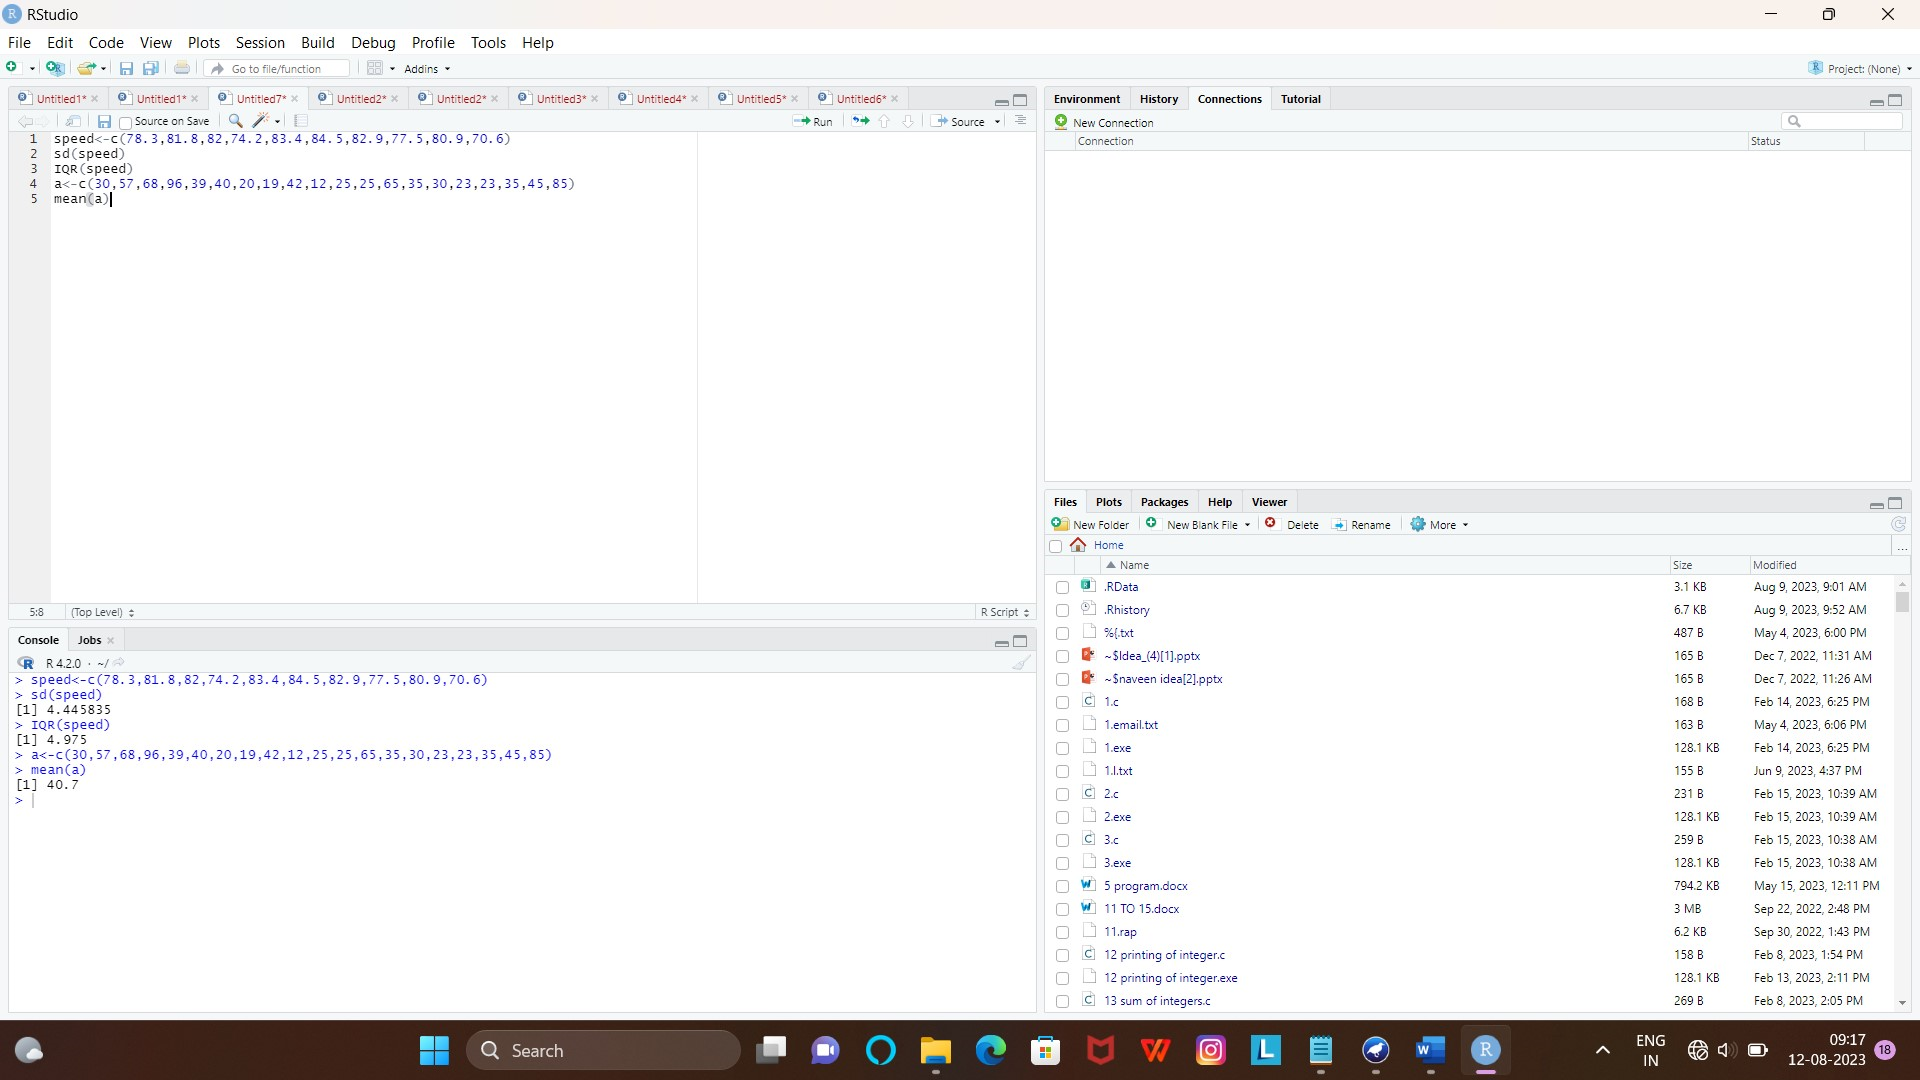 RStudio
File Edit Code View Plots Session Build Debug Profile Tools Help
Go to file/function Addins Project: (None)
Untitled1* Untitled1* Untitled7* Untitled2* Untitled2* Untitled3* Untitled4* Untitled5* Untitled6*
Source on Save Run Source
1 speed<-c(78.3,81.8,82,74.2,83.4,84.5,82.9,77.5,80.9,70.6)
2 sd(speed)
3 IQR(speed)
4 a<-c(30,57,68,96,39,40,20,19,42,12,25,25,65,35,30,23,23,35,45,85)
5 mean(a)
5:8 (Top Level) R Script
Console Jobs
R 4.2.0 · ~/
> speed<-c(78.3,81.8,82,74.2,83.4,84.5,82.9,77.5,80.9,70.6)
> sd(speed)
[1] 4.445835
> IQR(speed)
[1] 4.975
> a<-c(30,57,68,96,39,40,20,19,42,12,25,25,65,35,30,23,23,35,45,85)
> mean(a)
[1] 40.7
>
Environment History Connections Tutorial
New Connection
Connection Status
Files Plots Packages Help Viewer
New Folder New Blank File Delete Rename More
Home ...
Name Size Modified
.RData 3.1 KB Aug 9, 2023, 9:01 AM
.Rhistory 6.7 KB Aug 9, 2023, 9:52 AM
%{.txt 487 B May 4, 2023, 6:00 PM
~$Idea_(4)[1].pptx 165 B Dec 7, 2022, 11:31 AM
~$naveen idea[2].pptx 165 B Dec 7, 2022, 11:26 AM
1.c 168 B Feb 14, 2023, 6:25 PM
1.email.txt 163 B May 4, 2023, 6:06 PM
1.exe 128.1 KB Feb 14, 2023, 6:25 PM
1.l.txt 155 B Jun 9, 2023, 4:37 PM
2.c 231 B Feb 15, 2023, 10:39 AM
2.exe 128.1 KB Feb 15, 2023, 10:39 AM
3.c 259 B Feb 15, 2023, 10:38 AM
3.exe 128.1 KB Feb 15, 2023, 10:38 AM
5 program.docx 794.2 KB May 15, 2023, 12:11 PM
11 TO 15.docx 3 MB Sep 22, 2022, 2:48 PM
11.rap 6.2 KB Sep 30, 2022, 1:43 PM
12 printing of integer.c 158 B Feb 8, 2023, 1:54 PM
12 printing of integer.exe 128.1 KB Feb 13, 2023, 2:11 PM
13 sum of integers.c 269 B Feb 8, 2023, 2:05 PM
Search ENG IN 09:17 12-08-2023 18